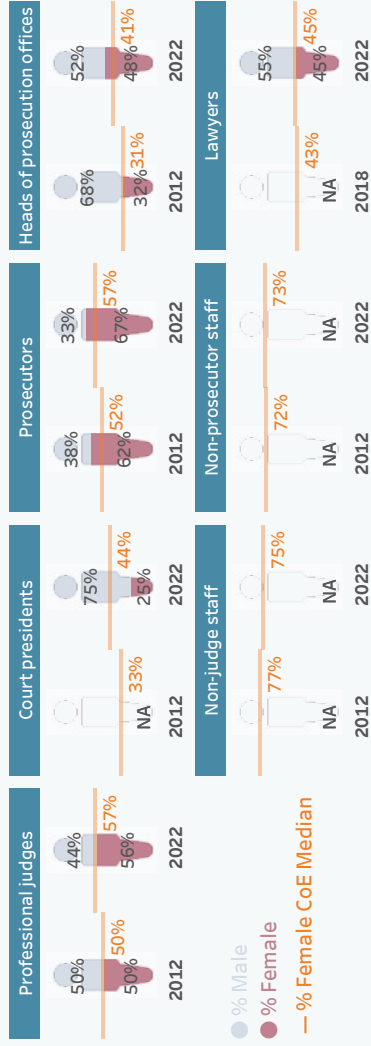 Professional judges
50%
50%
50%
2012
44%
57%
56%
2022
Court presidents
33%
NA
2012
75%
44%
25%
2022
Prosecutors
38%
52%
62%
2012
33%
57%
67%
2022
Heads of prosecution offices
68%
31%
32%
2012
52%
41%
48%
2022
% Male
% Female
% Female CoE Median
Non-judge staff
77%
NA
2012
75%
NA
2022
Non-prosecutor staff
72%
NA
2012
73%
NA
2022
Lawyers
43%
NA
2018
55%
45%
45%
2022